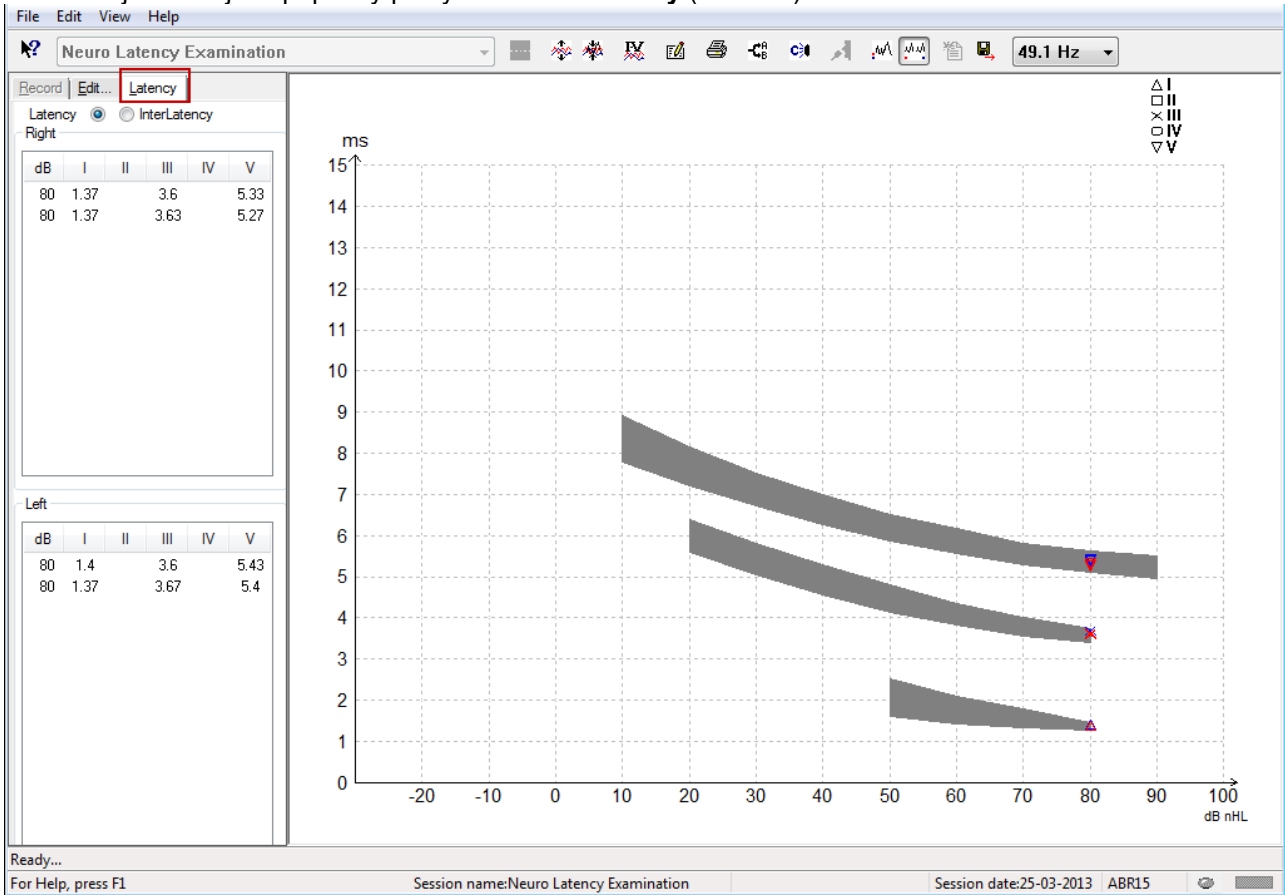 File Edit View Help
Neuro Latency Examination
49.1 Hz
Record Edit... Latency
Latency InterLatency
Right
dB I II III IV V
80 1.37 3.6 5.33
80 1.37 3.63 5.27
Left
dB I II III IV V
80 1.4 3.6 5.43
80 1.37 3.67 5.4
I
II
III
IV
V
ms
15
14
13
12
11
10
9
8
7
6
5
4
3
2
1
0
-20 -10 0 10 20 30 40 50 60 70 80 90 100
dB nHL
Ready...
For Help, press F1 Session name:Neuro Latency Examination Session date:25-03-2013 ABR15